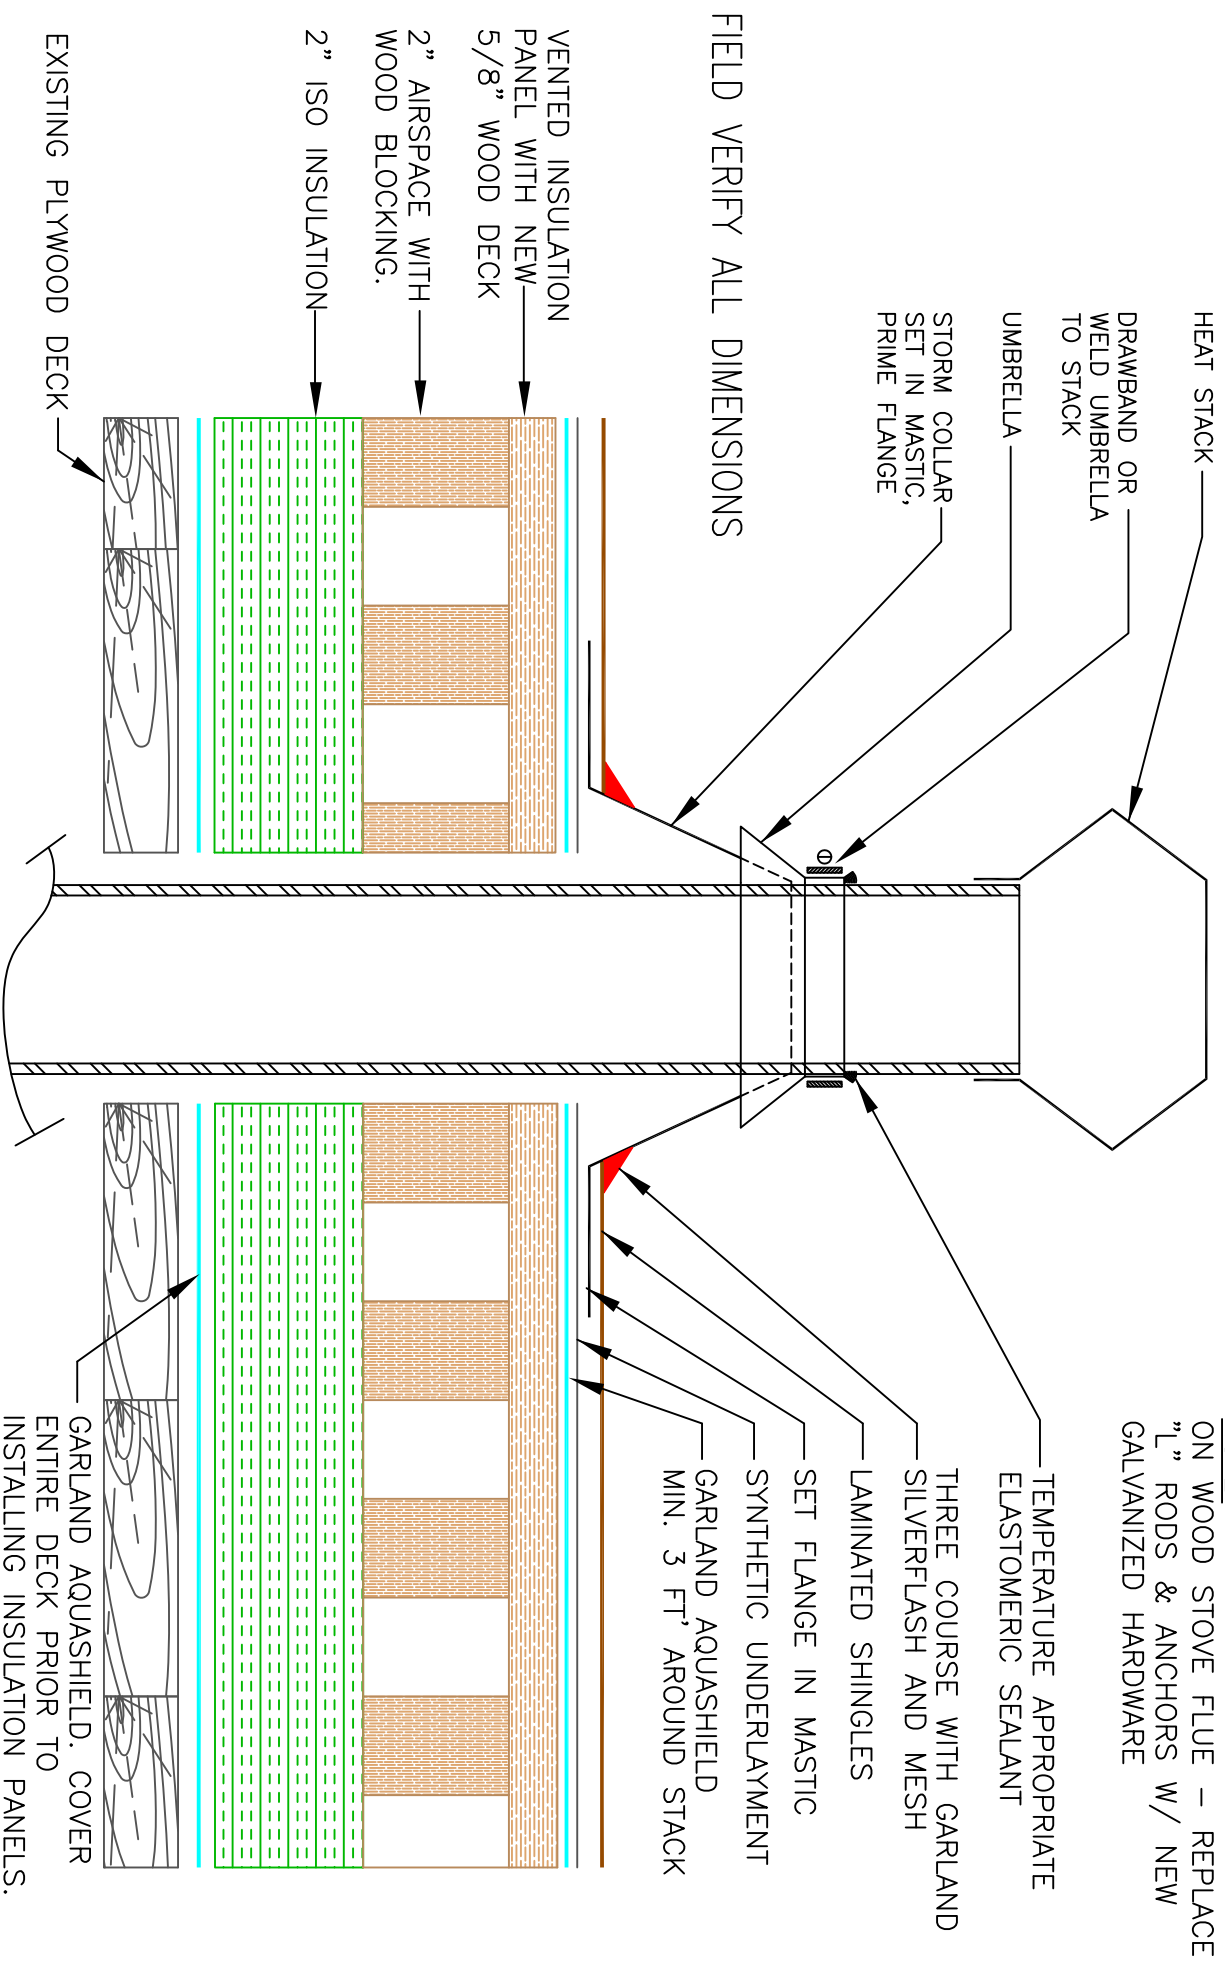 HEAT STACK
DRAWBAND OR
WELD UMBRELLA
TO STACK
UMBRELLA
STORM COLLAR
SET IN MASTIC,
PRIME FLANGE
FIELD VERIFY ALL DIMENSIONS
VENTED INSULATION
PANEL WITH NEW
5/8” WOOD DECK
2” AIRSPACE WITH
WOOD BLOCKING.
2” ISO INSULATION
EXISTING PLYWOOD DECK
ON WOOD STOVE FLUE – REPLACE
”L” RODS & ANCHORS W/ NEW
GALVANIZED HARDWARE
TEMPERATURE APPROPRIATE
ELASTOMERIC SEALANT
THREE COURSE WITH GARLAND
SILVERFLASH AND MESH
LAMINATED SHINGLES
SET FLANGE IN MASTIC
SYNTHETIC UNDERLAYMENT
GARLAND AQUASHIELD
MIN. 3 FT’ AROUND STACK
GARLAND AQUASHIELD. COVER
ENTIRE DECK PRIOR TO
INSTALLING INSULATION PANELS.